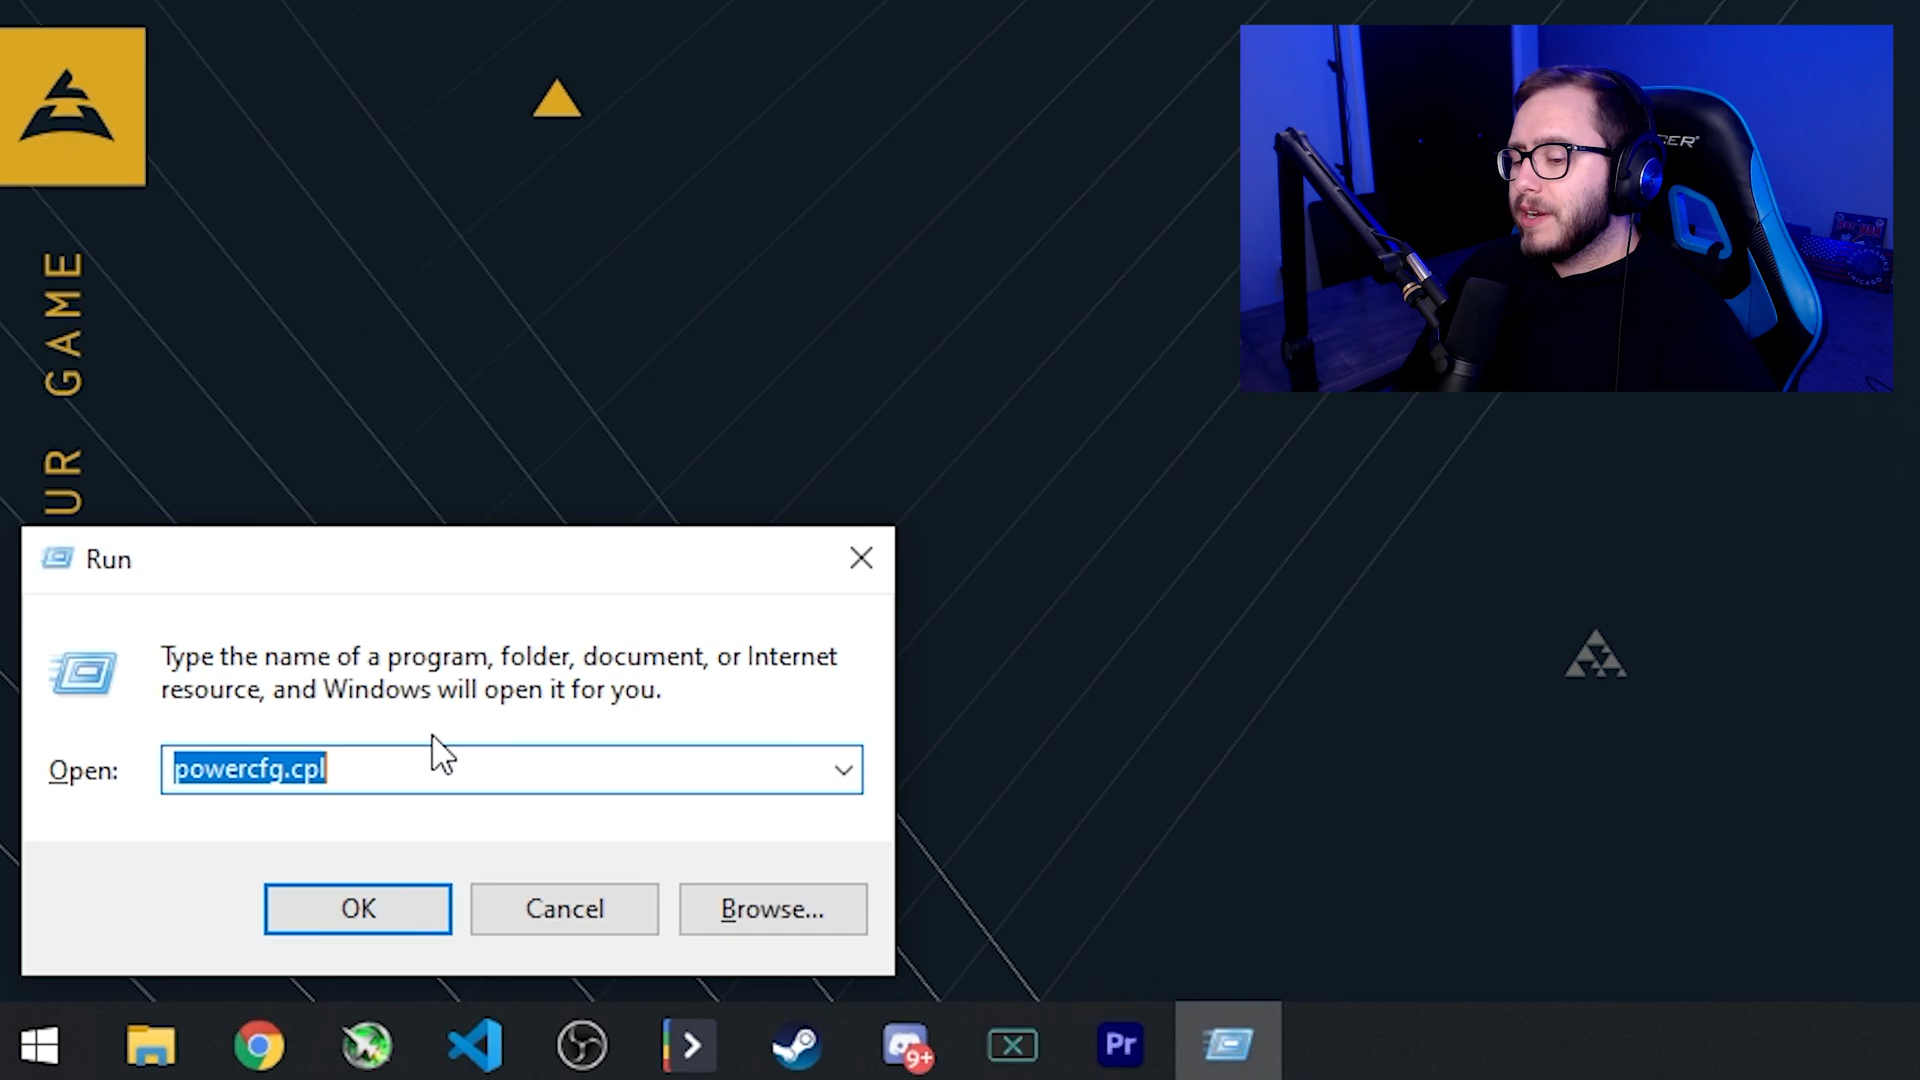 UR GAME
CER®
Run
Type the name of a program, folder, document, or Internet
resource, and Windows will open it for you.
Open:
powercfg.cpl
OK
Cancel
Browse...
9+
Pr